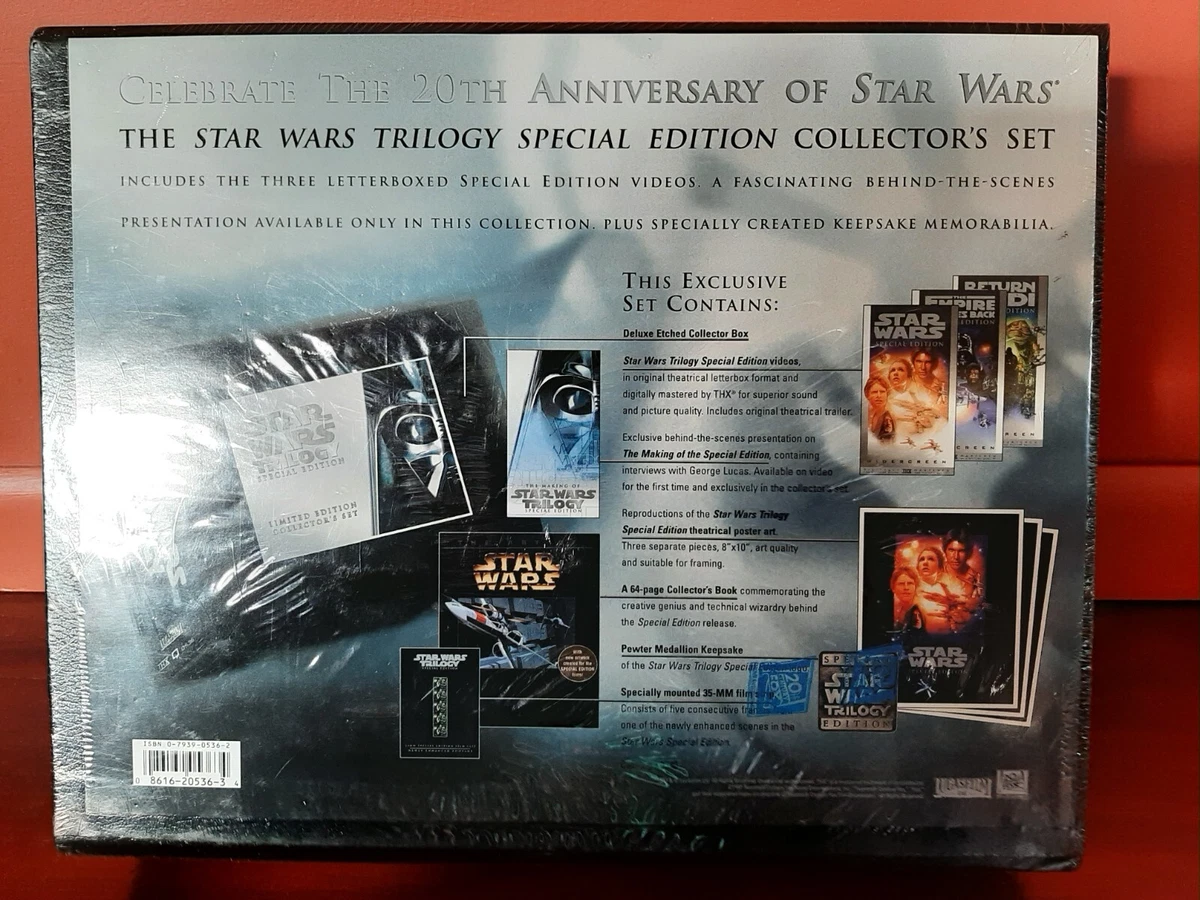 CELEBRATE THE 20TH ANNIVERSARY OF STAR WARS®
THE STAR WARS TRILOGY SPECIAL EDITION COLLECTOR'S SET
INCLUDES THE THREE LETTERBOXED SPECIAL EDITION VIDEOS. A FASCINATING BEHIND-THE-SCENES
PRESENTATION AVAILABLE ONLY IN THIS COLLECTION. PLUS SPECIALLY CREATED KEEPSAKE MEMORABILIA.
THIS EXCLUSIVE
SET CONTAINS:
Deluxe Etched Collector Box
Star Wars Trilogy Special Edition videos,
in original theatrical letterbox format and
digitally mastered by THX® for superior sound
and picture quality. Includes original theatrical trailer.
Exclusive behind-the-scenes presentation on
The Making of the Special Edition, containing
interviews with George Lucas. Available on video
for the first time and exclusively in the collector's set.
Reproductions of the Star Wars Trilogy
Special Edition theatrical poster art.
Three separate pieces, 8"x10", art quality
and suitable for framing.
A 64-page Collector's Book commemorating the
creative genius and technical wizardry behind
the Special Edition release.
Pewter Medallion Keepsake
of the Star Wars Trilogy Special
Specially mounted 35-MM film
Consists of five consecutive
one of the newly enhanced scenes in the
Star Wars Special Edition.
STAR WARS TRILOGY
SPECIAL EDITION
LIMITED EDITION
COLLECTOR'S SET
THE MAKING OF
STAR WARS
TRILOGY
SPECIAL EDITION
STAR
WARS
STAR WARS
TRILOGY
STAR
WARS
SPECIAL EDITION
EMPIRE
BACK
EDITION
RETURN
DI
EDITION
WIDESCREEN
STAR
WARS
STAR
TRILOGY
EDITION
ISBN 0-7939-0536-2
0 8616-20536-3 4
LUCASFILM
FOX